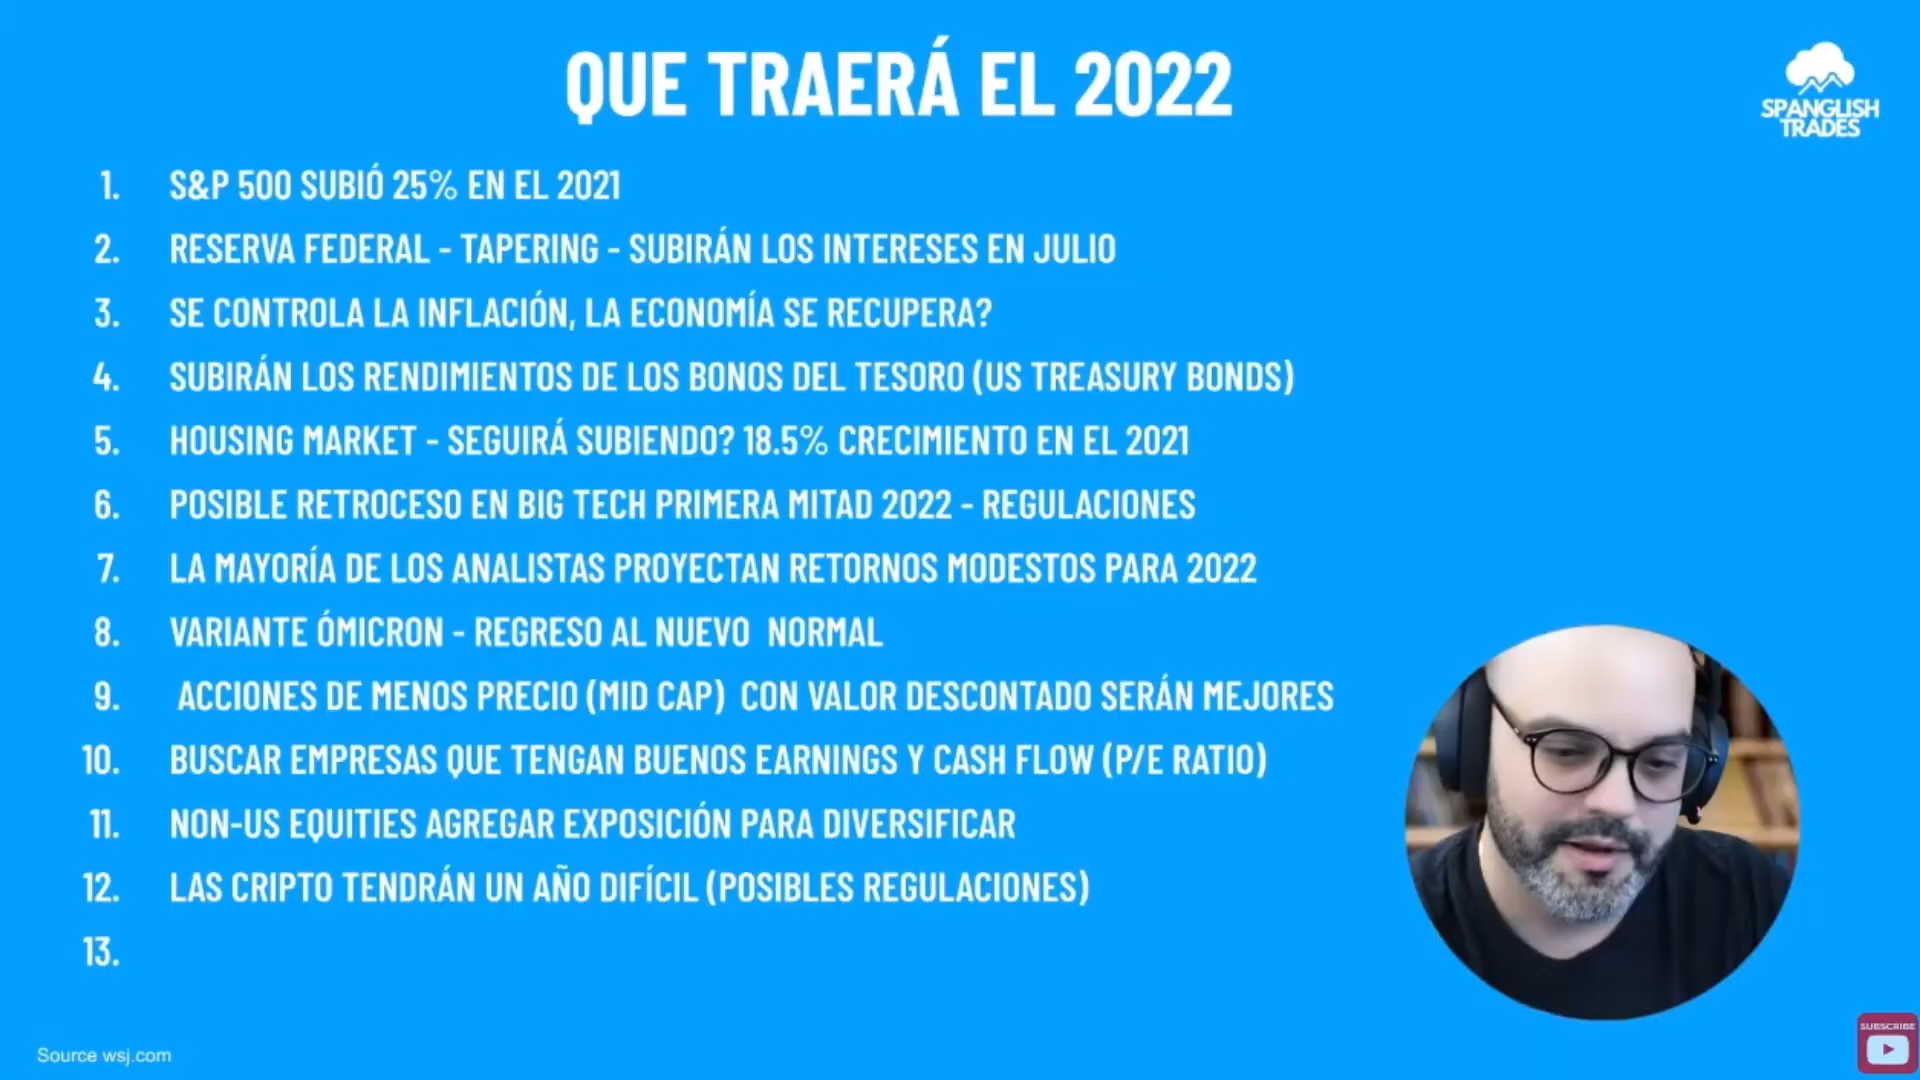 QUE TRAERÁ EL 2022
SPANGLISH
TRADES
1. S&P 500 SUBIÓ 25% EN EL 2021
2. RESERVA FEDERAL - TAPERING - SUBIRÁN LOS INTERESES EN JULIO
3. SE CONTROLA LA INFLACIÓN, LA ECONOMÍA SE RECUPERA?
4. SUBIRÁN LOS RENDIMIENTOS DE LOS BONOS DEL TESORO (US TREASURY BONDS)
5. HOUSING MARKET - SEGUIRÁ SUBIENDO? 18.5% CRECIMIENTO EN EL 2021
6. POSIBLE RETROCESO EN BIG TECH PRIMERA MITAD 2022 - REGULACIONES
7. LA MAYORÍA DE LOS ANALISTAS PROYECTAN RETORNOS MODESTOS PARA 2022
8. VARIANTE ÓMICRON - REGRESO AL NUEVO NORMAL
9. ACCIONES DE MENOS PRECIO (MID CAP) CON VALOR DESCONTADO SERÁN MEJORES
10. BUSCAR EMPRESAS QUE TENGAN BUENOS EARNINGS Y CASH FLOW (P/E RATIO)
11. NON-US EQUITIES AGREGAR EXPOSICIÓN PARA DIVERSIFICAR
12. LAS CRIPTO TENDRÁN UN AÑO DIFÍCIL (POSIBLES REGULACIONES)
13.
Source wsj.com
SUBSCRIBE